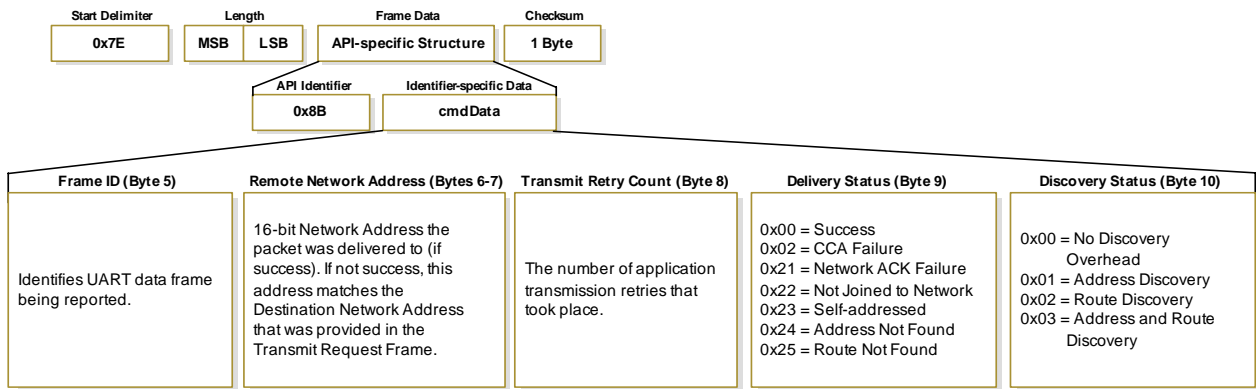 Start Delimiter
Length
Frame Data
Checksum
0x7E
MSB
LSB
API-specific Structure
1 Byte
API Identifier
Identifier-specific Data
0x8B
cmdData
Frame ID (Byte 5)
Identifies UART data frame
being reported.
Remote Network Address (Bytes 6-7)
16-bit Network Address the
packet was delivered to (if
success). If not success, this
address matches the
Destination Network Address
that was provided in the
Transmit Request Frame.
Transmit Retry Count (Byte 8)
The number of application
transmission retries that
took place.
Delivery Status (Byte 9)
0x00 = Success
0x02 = CCA Failure
0x21 = Network ACK Failure
0x22 = Not Joined to Network
0x23 = Self-addressed
0x24 = Address Not Found
0x25 = Route Not Found
Discovery Status (Byte 10)
0x00 = No Discovery
Overhead
0x01 = Address Discovery
0x02 = Route Discovery
0x03 = Address and Route
Discovery